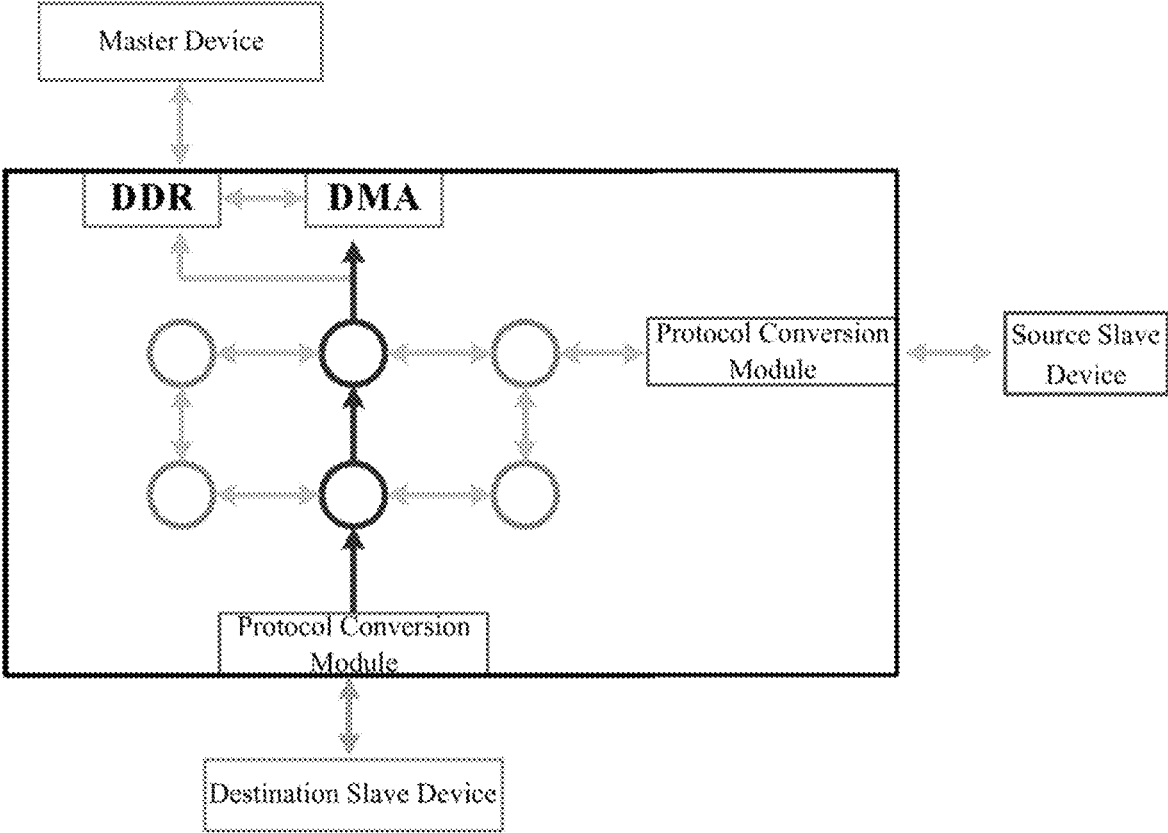 Master Device
DDR
DMA
Protocol Conversion
Module
Source Slave
Device
Protocol Conversion
Module
Destination Slave Device